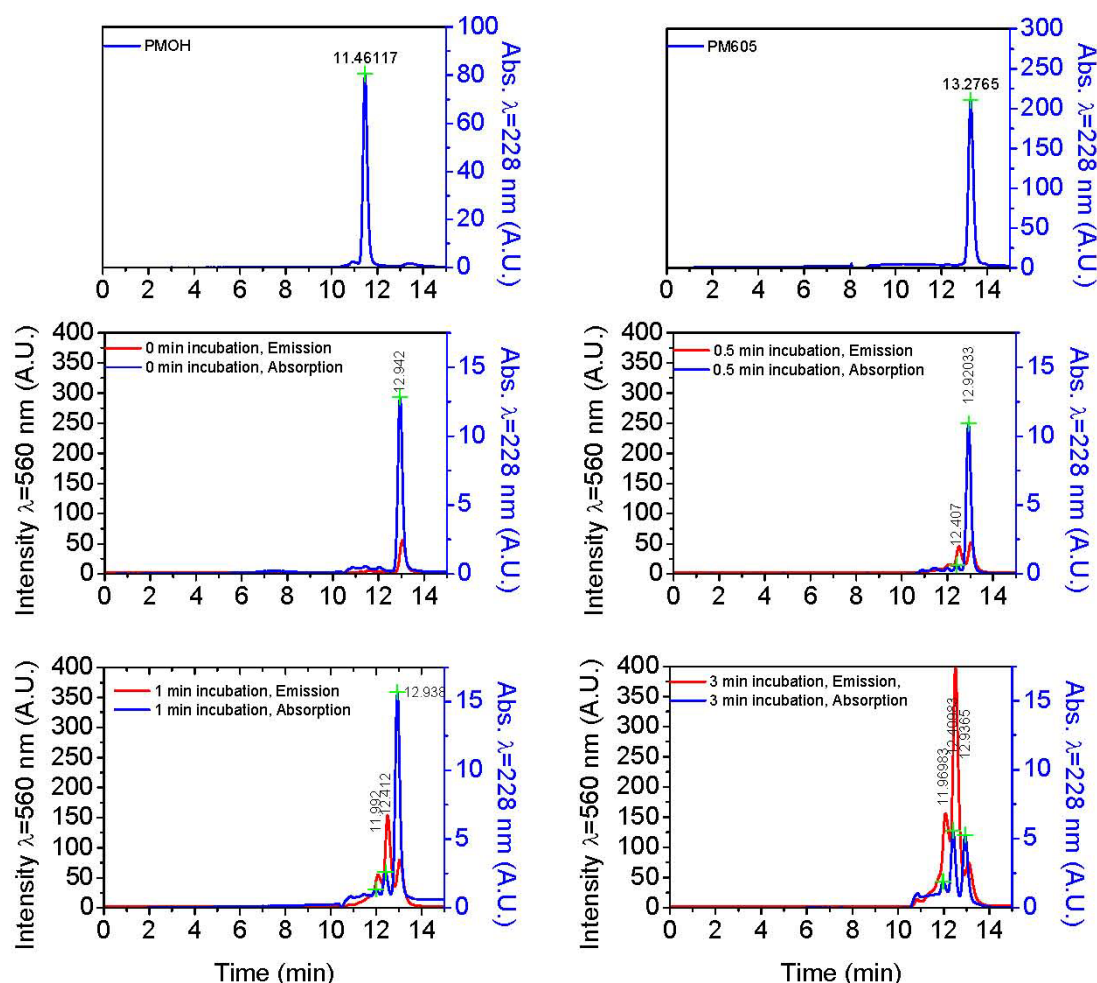 PMOH
11.46117
100
80
60
40
20
0
Abs. λ=228 nm (A.U.)
0 2 4 6 8 10 12 14
PM605
13.2765
300
250
200
150
100
50
0
Abs. λ=228 nm (A.U.)
0 2 4 6 8 10 12 14
Intensity λ=560 nm (A.U.)
400
350
300
250
200
150
100
50
0
0 min incubation, Emission
0 min incubation, Absorption
12.942
15
10
5
0
Abs. λ=228 nm (A.U.)
0 2 4 6 8 10 12 14
Intensity λ=560 nm (A.U.)
400
350
300
250
200
150
100
50
0
0.5 min incubation, Emission
0.5 min incubation, Absorption
12.407
12.92033
15
10
5
0
Abs. λ=228 nm (A.U.)
0 2 4 6 8 10 12 14
Intensity λ=560 nm (A.U.)
400
350
300
250
200
150
100
50
0
1 min incubation, Emission
1 min incubation, Absorption
11.992
12.412
12.938
15
10
5
0
Abs. λ=228 nm (A.U.)
0 2 4 6 8 10 12 14
Time (min)
Intensity λ=560 nm (A.U.)
400
350
300
250
200
150
100
50
0
3 min incubation, Emission,
3 min incubation, Absorption
11.96983
12.9365
15
10
5
0
Abs. λ=228 nm (A.U.)
0 2 4 6 8 10 12 14
Time (min)